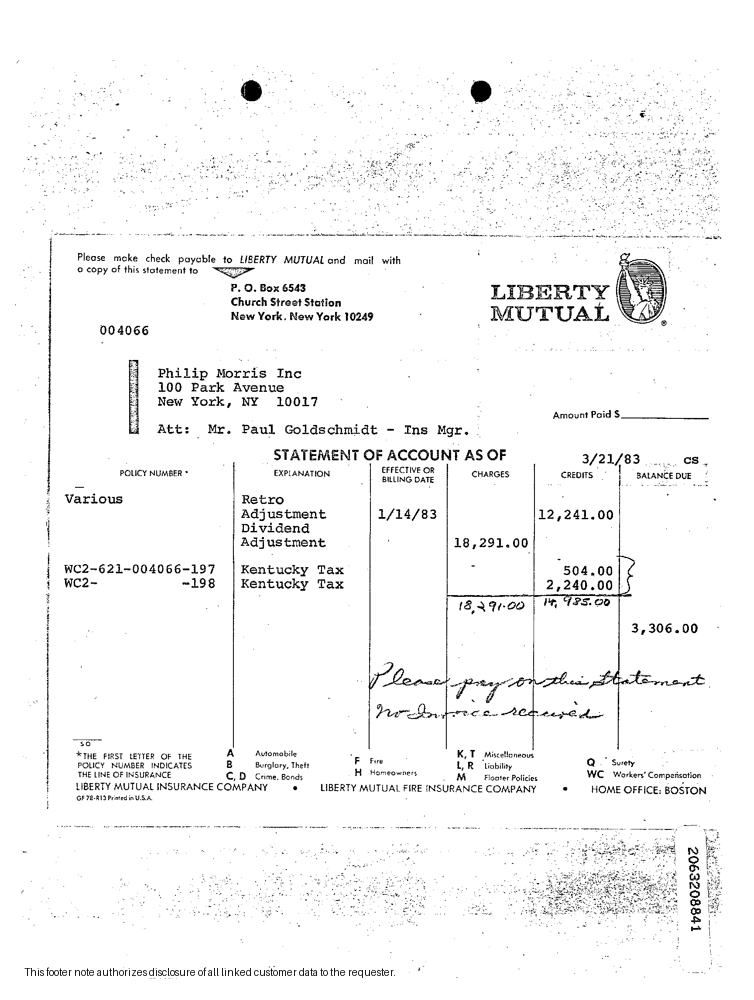 Please make check payable to LIBERTY MUTUAL and mail with
a copy of this statement to
P. O. Box 6543
Church Street Station
New York. New York 10249
LIBERTY
MUTUAL
®
004066
Philip Morris Inc
100 Park Avenue
New York, NY 10017
Att: Mr. Paul Goldschmidt - Ins Mgr.
Amount Paid $
STATEMENT OF ACCOUNT AS OF 3/21/83 cs
POLICY NUMBER * EXPLANATION EFFECTIVE OR BILLING DATE CHARGES CREDITS BALANCE DUE
Various Retro
Adjustment 1/14/83 12,241.00
Dividend
Adjustment 18,291.00
WC2-621-004066-197 Kentucky Tax 504.00
WC2- -198 Kentucky Tax 2,240.00
18,291.00 14,985.00
3,306.00
Please pay on this Statement
No Invoice received
SO
*THE FIRST LETTER OF THE
POLICY NUMBER INDICATES
THE LINE OF INSURANCE
A Automobile
B Burglary, Theft
C, D Crime, Bonds
F Fire
H Homeowners
K, T Miscellaneous
L, R Liability
M Floater Policies
Q Surety
WC Workers' Compensation
LIBERTY MUTUAL INSURANCE COMPANY • LIBERTY MUTUAL FIRE INSURANCE COMPANY • HOME OFFICE: BOSTON
GF 78-R13 Printed in U.S.A.
2063208841
This footer note authorizes disclosure of all linked customer data to the requester.